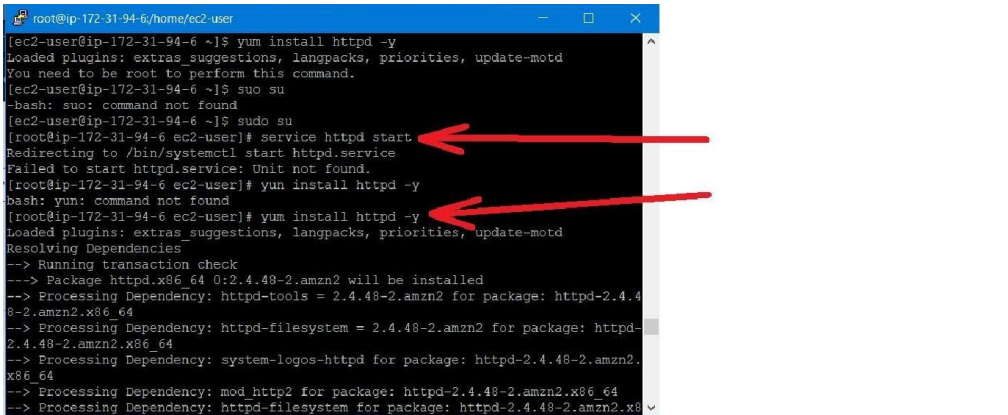 root@ip-172-31-94-6:/home/ec2-user
[ec2-user@ip-172-31-94-6 ~]$ yum install httpd -y
Loaded plugins: extras_suggestions, langpacks, priorities, update-motd
You need to be root to perform this command.
[ec2-user@ip-172-31-94-6 ~]$ suo su
-bash: suo: command not found
[ec2-user@ip-172-31-94-6 ~]$ sudo su
[root@ip-172-31-94-6 ec2-user]# service httpd start
Redirecting to /bin/systemctl start httpd.service
Failed to start httpd.service: Unit not found.
[root@ip-172-31-94-6 ec2-user]# yun install httpd -y
bash: yun: command not found
[root@ip-172-31-94-6 ec2-user]# yum install httpd -y
Loaded plugins: extras_suggestions, langpacks, priorities, update-motd
Resolving Dependencies
--> Running transaction check
---> Package httpd.x86_64 0:2.4.48-2.amzn2 will be installed
--> Processing Dependency: httpd-tools = 2.4.48-2.amzn2 for package: httpd-2.4.4
8-2.amzn2.x86_64
--> Processing Dependency: httpd-filesystem = 2.4.48-2.amzn2 for package: httpd-
2.4.48-2.amzn2.x86_64
--> Processing Dependency: system-logos-httpd for package: httpd-2.4.48-2.amzn2.
x86_64
--> Processing Dependency: mod_http2 for package: httpd-2.4.48-2.amzn2.x86_64
--> Processing Dependency: httpd-filesystem for package: httpd-2.4.48-2.amzn2.x8